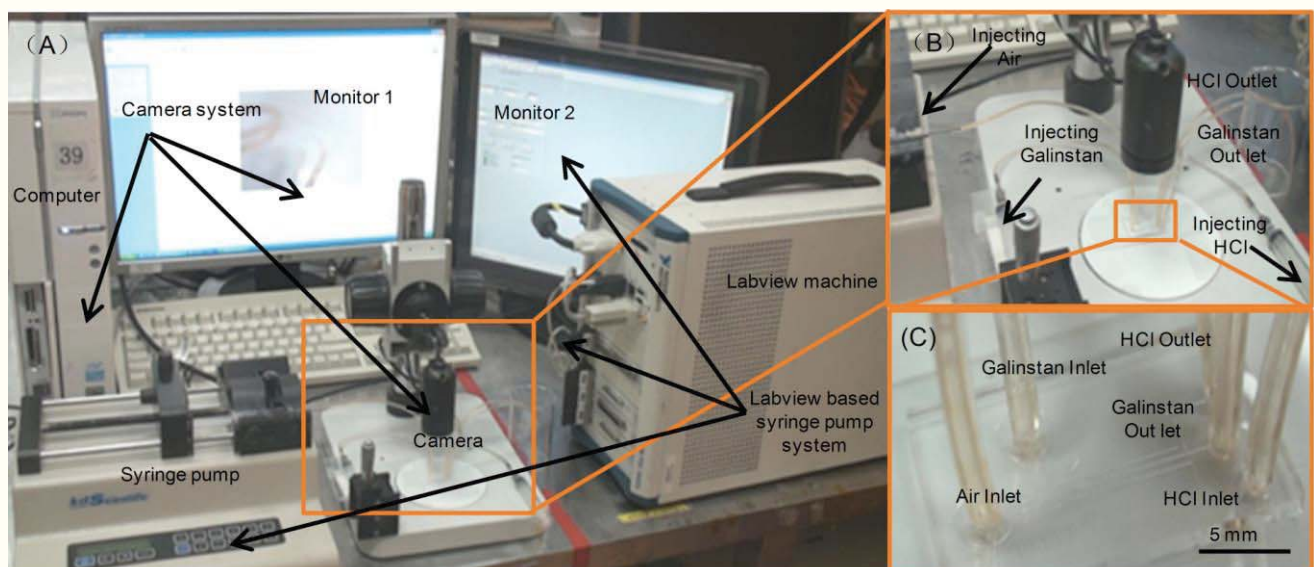 (A)
Camera system
Monitor 1
Monitor 2
39
Computer
Labview machine
Labview based
syringe pump
system
Camera
Syringe pump
kdScientific
(B)
Injecting
Air
HCl Outlet
Injecting
Galinstan
Galinstan
Outlet
Injecting
HCl
(C)
HCl Outlet
Galinstan Inlet
Galinstan
Out let
Air Inlet
HCl Inlet
5 mm